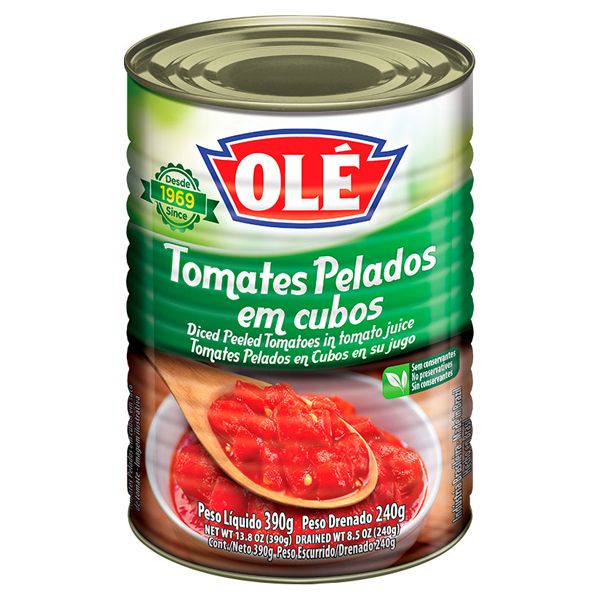 OLÉ
Desde
1969
Since
Tomates Pelados
em cubos
Diced Peeled Tomatoes in tomato juice
Tomates Pelados en Cubos en su jugo
Sem conservantes
No preservatives
Sin conservantes
Peso Líquido 390g Peso Drenado 240g
NET WT 13.8 OZ (390g) DRAINED WT 8.5 OZ (240g)
Cont./Neto 390g Peso Escurrido/Drenado 240g